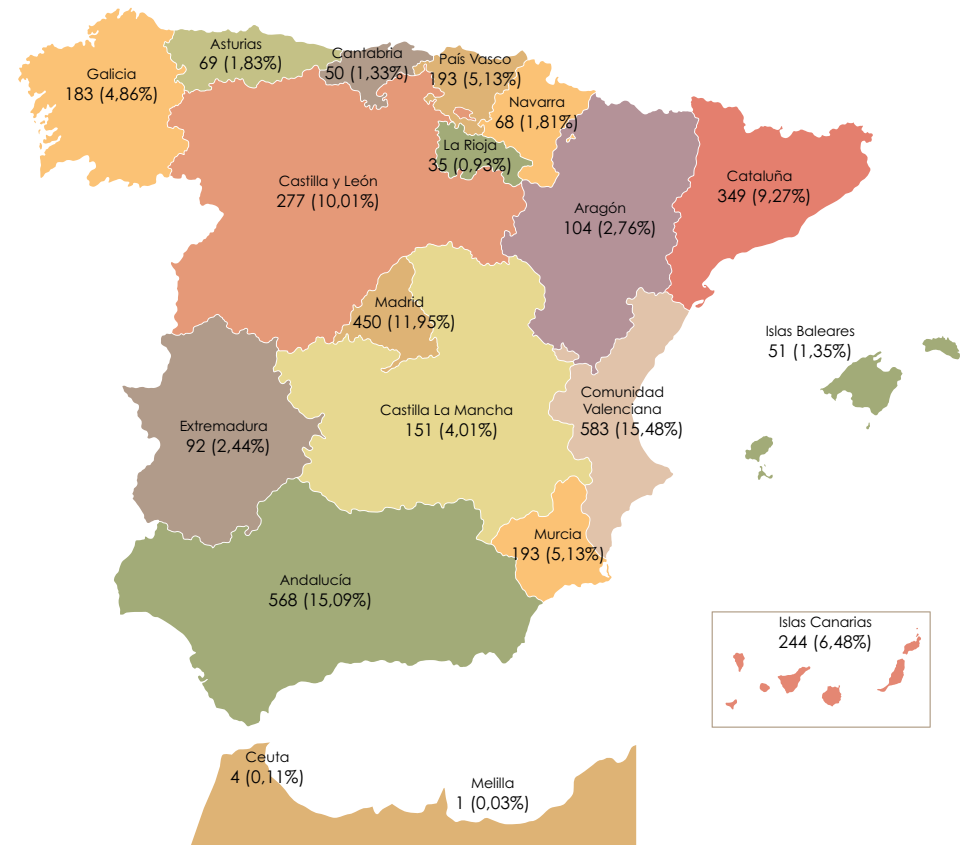 Asturias
69 (1,83%)
Cantabria
50 (1,33%)
País Vasco
193 (5,13%)
Galicia
183 (4,86%)
Navarra
68 (1,81%)
La Rioja
35 (0,93%)
Castilla y León
277 (10,01%)
Cataluña
349 (9,27%)
Aragón
104 (2,76%)
Madrid
450 (11,95%)
Islas Baleares
51 (1,35%)
Comunidad
Valenciana
583 (15,48%)
Castilla La Mancha
151 (4,01%)
Extremadura
92 (2,44%)
Murcia
193 (5,13%)
Andalucía
568 (15,09%)
Islas Canarias
244 (6,48%)
Ceuta
4 (0,11%)
Melilla
1 (0,03%)